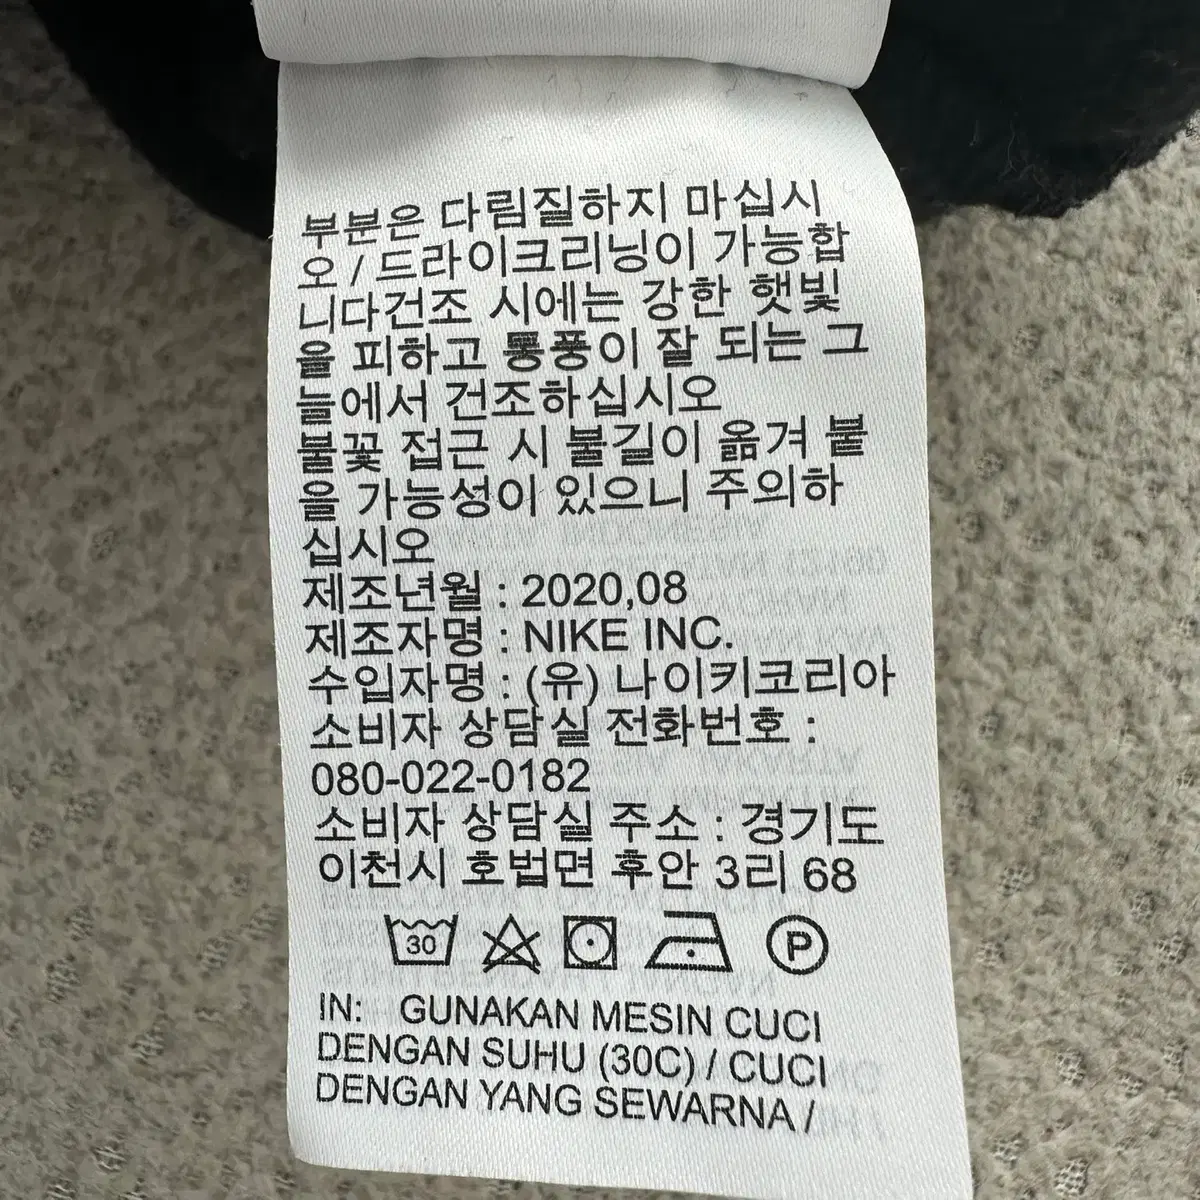 부분은 다림질하지 마십시
오 / 드라이크리닝이 가능합
니다건조 시에는 강한 햇빛
을 피하고 통풍이 잘 되는 그
늘에서 건조하십시오
불꽃 접근 시 불길이 옮겨 붙
을 가능성이 있으니 주의하
십시오
제조년월 : 2020,08
제조자명 : NIKE INC.
수입자명 : (유) 나이키코리아
소비자 상담실 전화번호 :
080-022-0182
소비자 상담실 주소 : 경기도
이천시 호법면 후안 3리 68
30 P
IN: GUNAKAN MESIN CUCI
DENGAN SUHU (30C) / CUCI
DENGAN YANG SEWARNA /